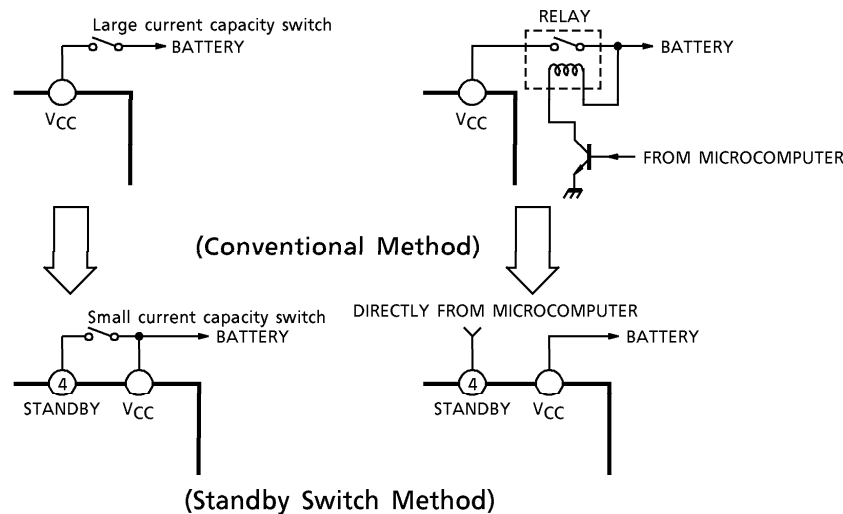 Large current capacity switch
BATTERY
VCC
RELAY
BATTERY
VCC
FROM MICROCOMPUTER
(Conventional Method)
Small current capacity switch
BATTERY
4
STANDBY
VCC
DIRECTLY FROM MICROCOMPUTER
BATTERY
4
STANDBY
VCC
(Standby Switch Method)